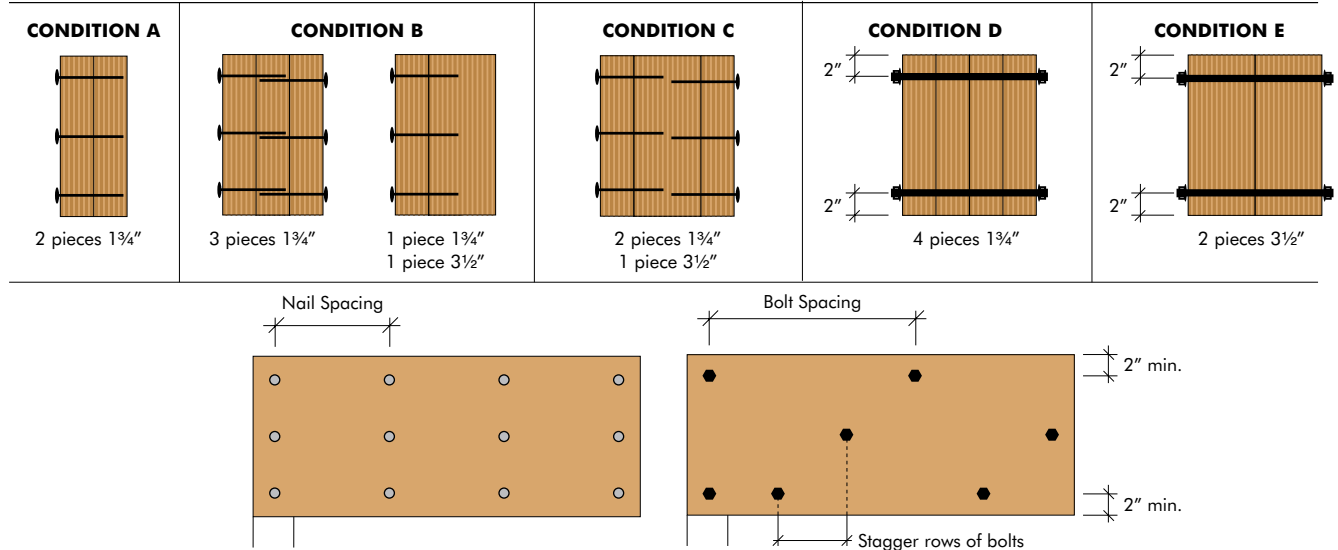 CONDITION A
CONDITION B
CONDITION C
CONDITION D
CONDITION E
2”
2”
2”
2”
2 pieces 1¾”
3 pieces 1¾”
1 piece 1¾”
1 piece 3½”
2 pieces 1¾”
1 piece 3½”
4 pieces 1¾”
2 pieces 3½”
Nail Spacing
Bolt Spacing
2” min.
2” min.
Stagger rows of bolts